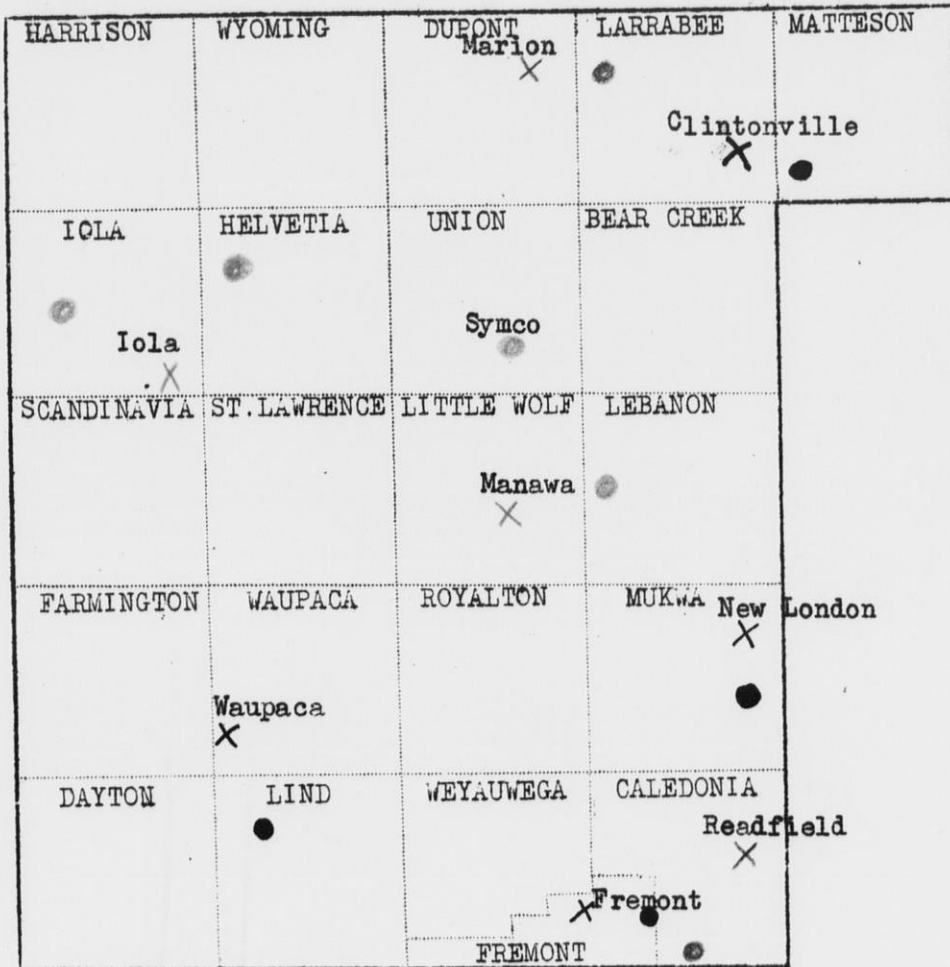 HARRISON WYOMING DUPONT LARRABEE MATTESON
Marion
Clintonville
IOLA HELVETIA UNION BEAR CREEK
Symco
Iola
SCANDINAVIA ST.LAWRENCE LITTLE WOLF LEBANON
Manawa
FARMINGTON WAUPACA ROYALTON MUKWA New London
Waupaca
DAYTON LIND WEYAUWEGA CALEDONIA
Readfield
Fremont
FREMONT